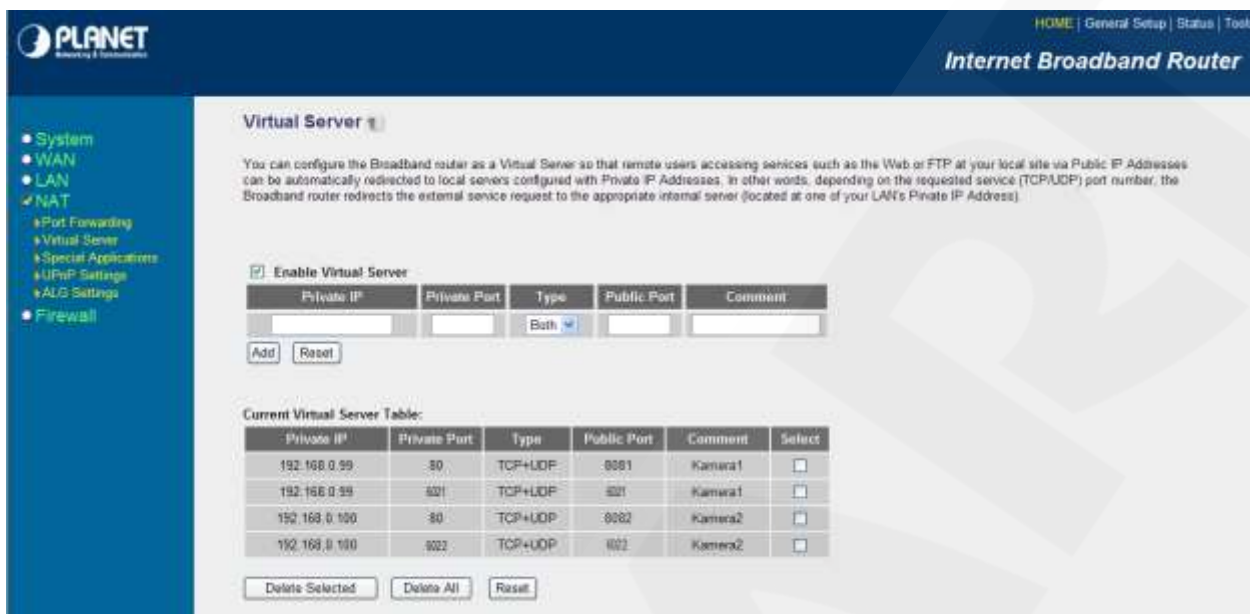 PLANET
Networking & Communication
HOME | General Setup | Status | Tools
Internet Broadband Router
System
WAN
LAN
NAT
Port Forwarding
Virtual Server
Special Applications
UPnP Settings
ALG Settings
Firewall
Virtual Server
You can configure the Broadband router as a Virtual Server so that remote users accessing services such as the Web or FTP at your local site via Public IP Addresses
can be automatically redirected to local servers configured with Private IP Addresses. In other words, depending on the requested service (TCP/UDP) port number, the
Broadband router redirects the external service request to the appropriate internal server (located at one of your LAN's Private IP Address).
Enable Virtual Server
Private IP Private Port Type Public Port Comment
Both
Add Reset
Current Virtual Server Table:
Private IP Private Port Type Public Port Comment Select
192.168.0.99 80 TCP+UDP 8081 Kamera1
192.168.0.99 6021 TCP+UDP 6021 Kamera1
192.168.0.100 80 TCP+UDP 8082 Kamera2
192.168.0.100 6022 TCP+UDP 6022 Kamera2
Delete Selected Delete All Reset